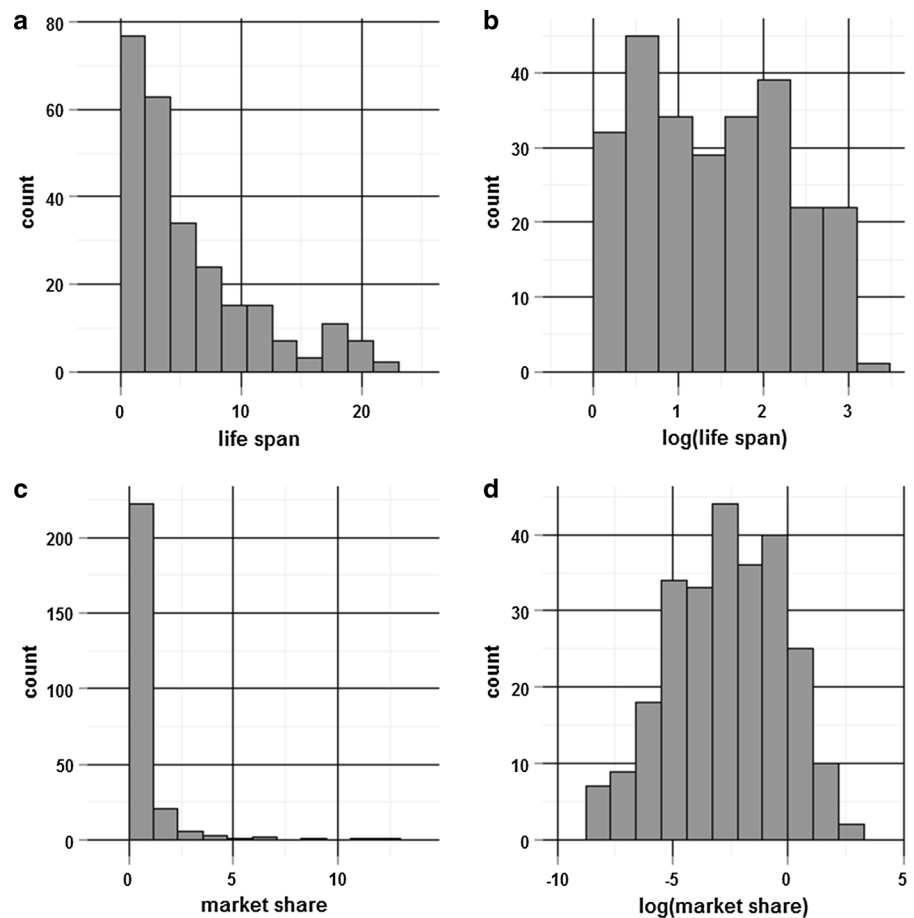 a
80
60
40
20
0
count
0 10 20
life span
b
40
30
20
10
0
count
0 1 2 3
log(life span)
c
200
150
100
50
0
count
0 5 10
market share
d
40
30
20
10
0
count
-10 -5 0 5
log(market share)